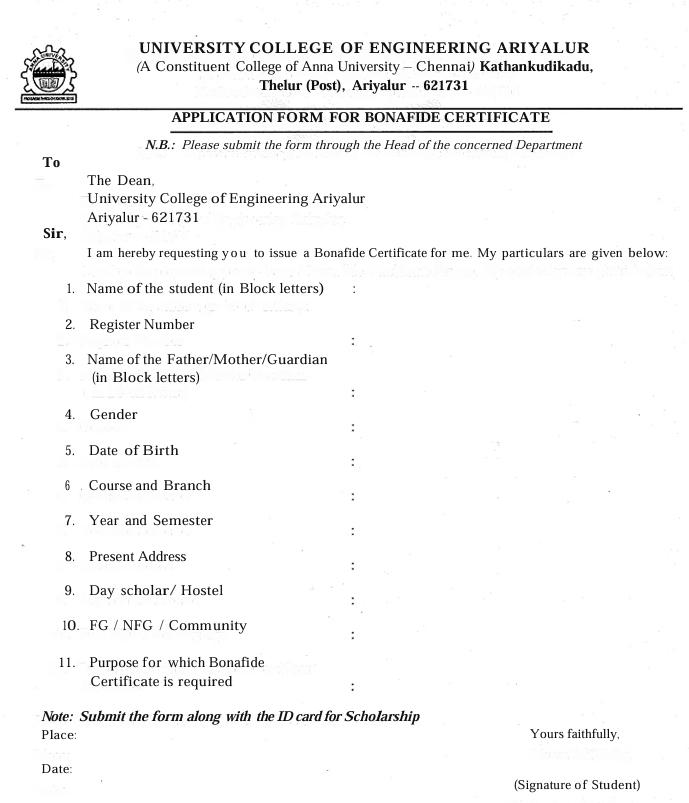 UNIVERSITY COLLEGE OF ENGINEERING ARIYALUR
(A Constituent College of Anna University – Chennai) Kathankudikadu,
Thelur (Post), Ariyalur -- 621731
APPLICATION FORM FOR BONAFIDE CERTIFICATE
N.B.: Please submit the form through the Head of the concerned Department
To
The Dean,
University College of Engineering Ariyalur
Ariyalur - 621731
Sir,
I am hereby requesting you to issue a Bonafide Certificate for me. My particulars are given below:
1. Name of the student (in Block letters) :
2. Register Number :
3. Name of the Father/Mother/Guardian
(in Block letters) :
4. Gender :
5. Date of Birth :
6 . Course and Branch :
7. Year and Semester :
8. Present Address :
9. Day scholar/ Hostel :
10. FG / NFG / Community :
11. Purpose for which Bonafide
Certificate is required :
Note: Submit the form along with the ID card for Scholarship
Place:
Yours faithfully,
Date:
(Signature of Student)